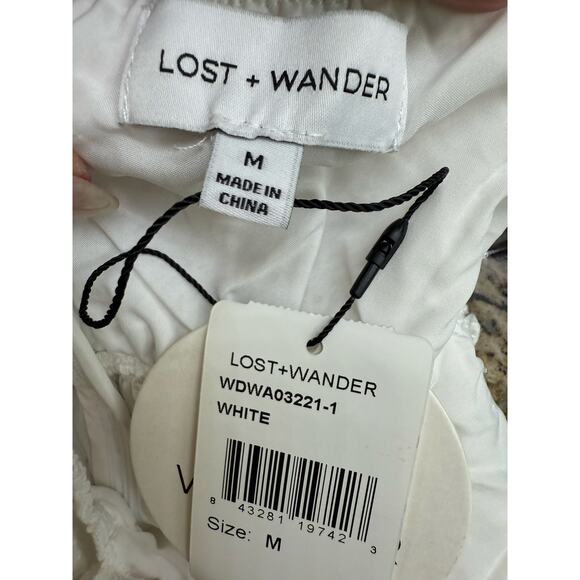 LOST + WANDER
M
MADE IN
CHINA
LOST+WANDER
WDWA03221-1
WHITE
8 43281 19742 3
Size: M